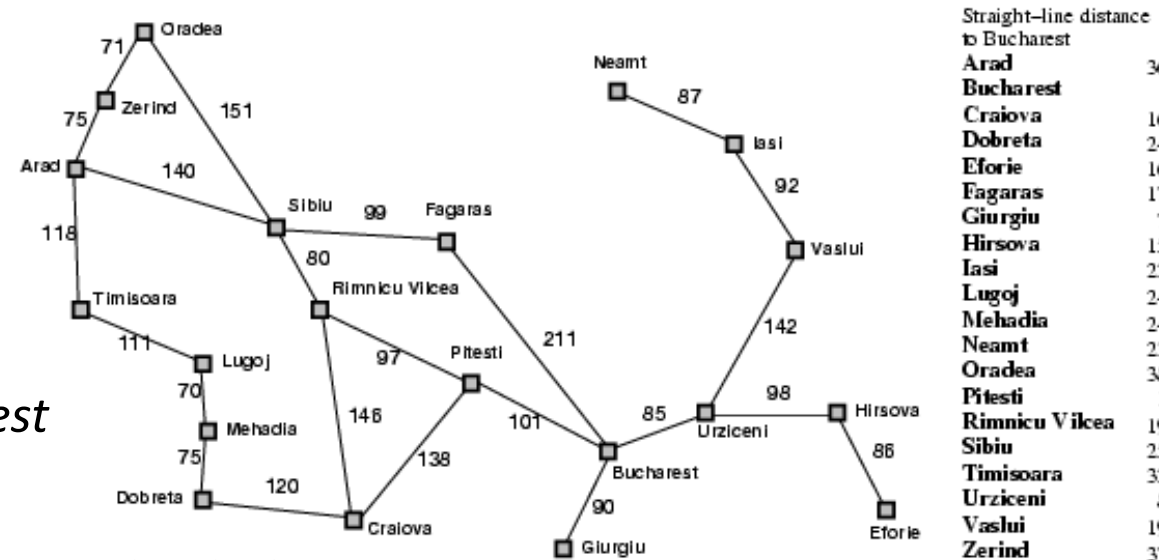 Oradea
71
Neamt
87
Zerind
151
75
Iasi
Arad
140
92
Sibiu
99
Fagaras
118
80
Vaslui
Rimnicu Vilcea
Timisoara
142
111
211
Lugoj
97
Pitesti
70
98
Hirsova
146
85
101
Urziceni
Mehadia
86
75
138
Bucharest
120
Dobreta
90
Craiova
Eforie
Giurgiu
Straight–line distance
to Bucharest
Arad
Bucharest
Craiova
Dobreta
Eforie
Fagaras
Giurgiu
Hirsova
Iasi
Lugoj
Mehadia
Neamt
Oradea
Pitesti
Rimnicu Vilcea
Sibiu
Timisoara
Urziceni
Vaslui
Zerind